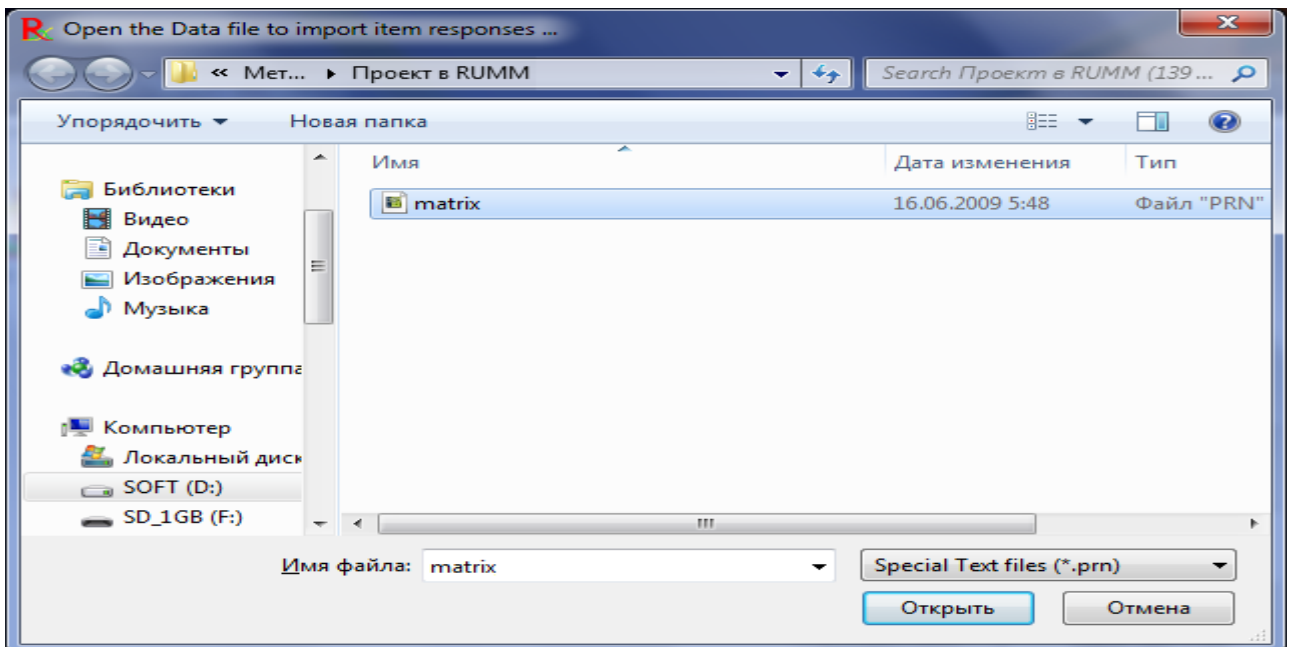 Open the Data file to import item responses ...
« Мет... ▸ Проект в RUMM Search Проект в RUMM (139 ...
Упорядочить ▼ Новая папка
Имя Дата изменения Тип
Библиотеки
matrix 16.06.2009 5:48 Файл "PRN"
Видео
Документы
Изображения
Музыка
Домашняя группа
Компьютер
Локальный диск
SOFT (D:)
SD_1GB (F:)
Имя файла: matrix Special Text files (*.prn)
Открыть Отмена